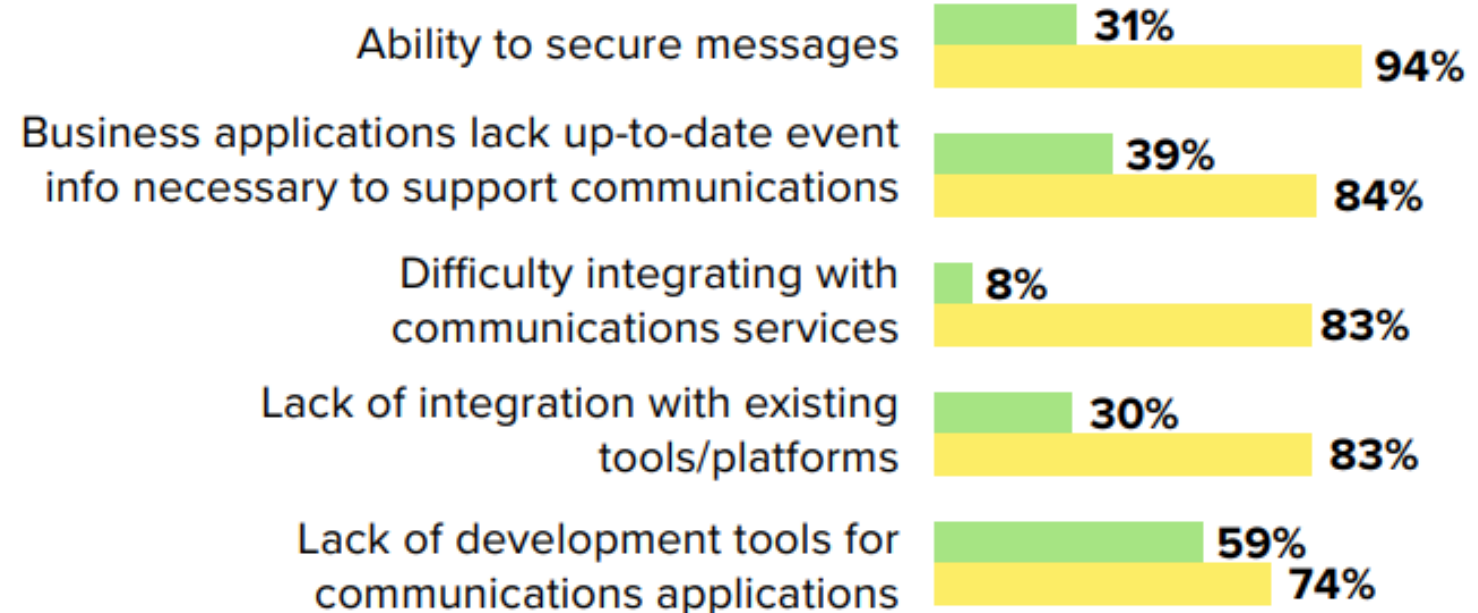 Ability to secure messages
31%
94%
Business applications lack up-to-date event
info necessary to support communications
39%
84%
Difficulty integrating with
communications services
8%
83%
Lack of integration with existing
tools/platforms
30%
83%
Lack of development tools for
communications applications
59%
74%